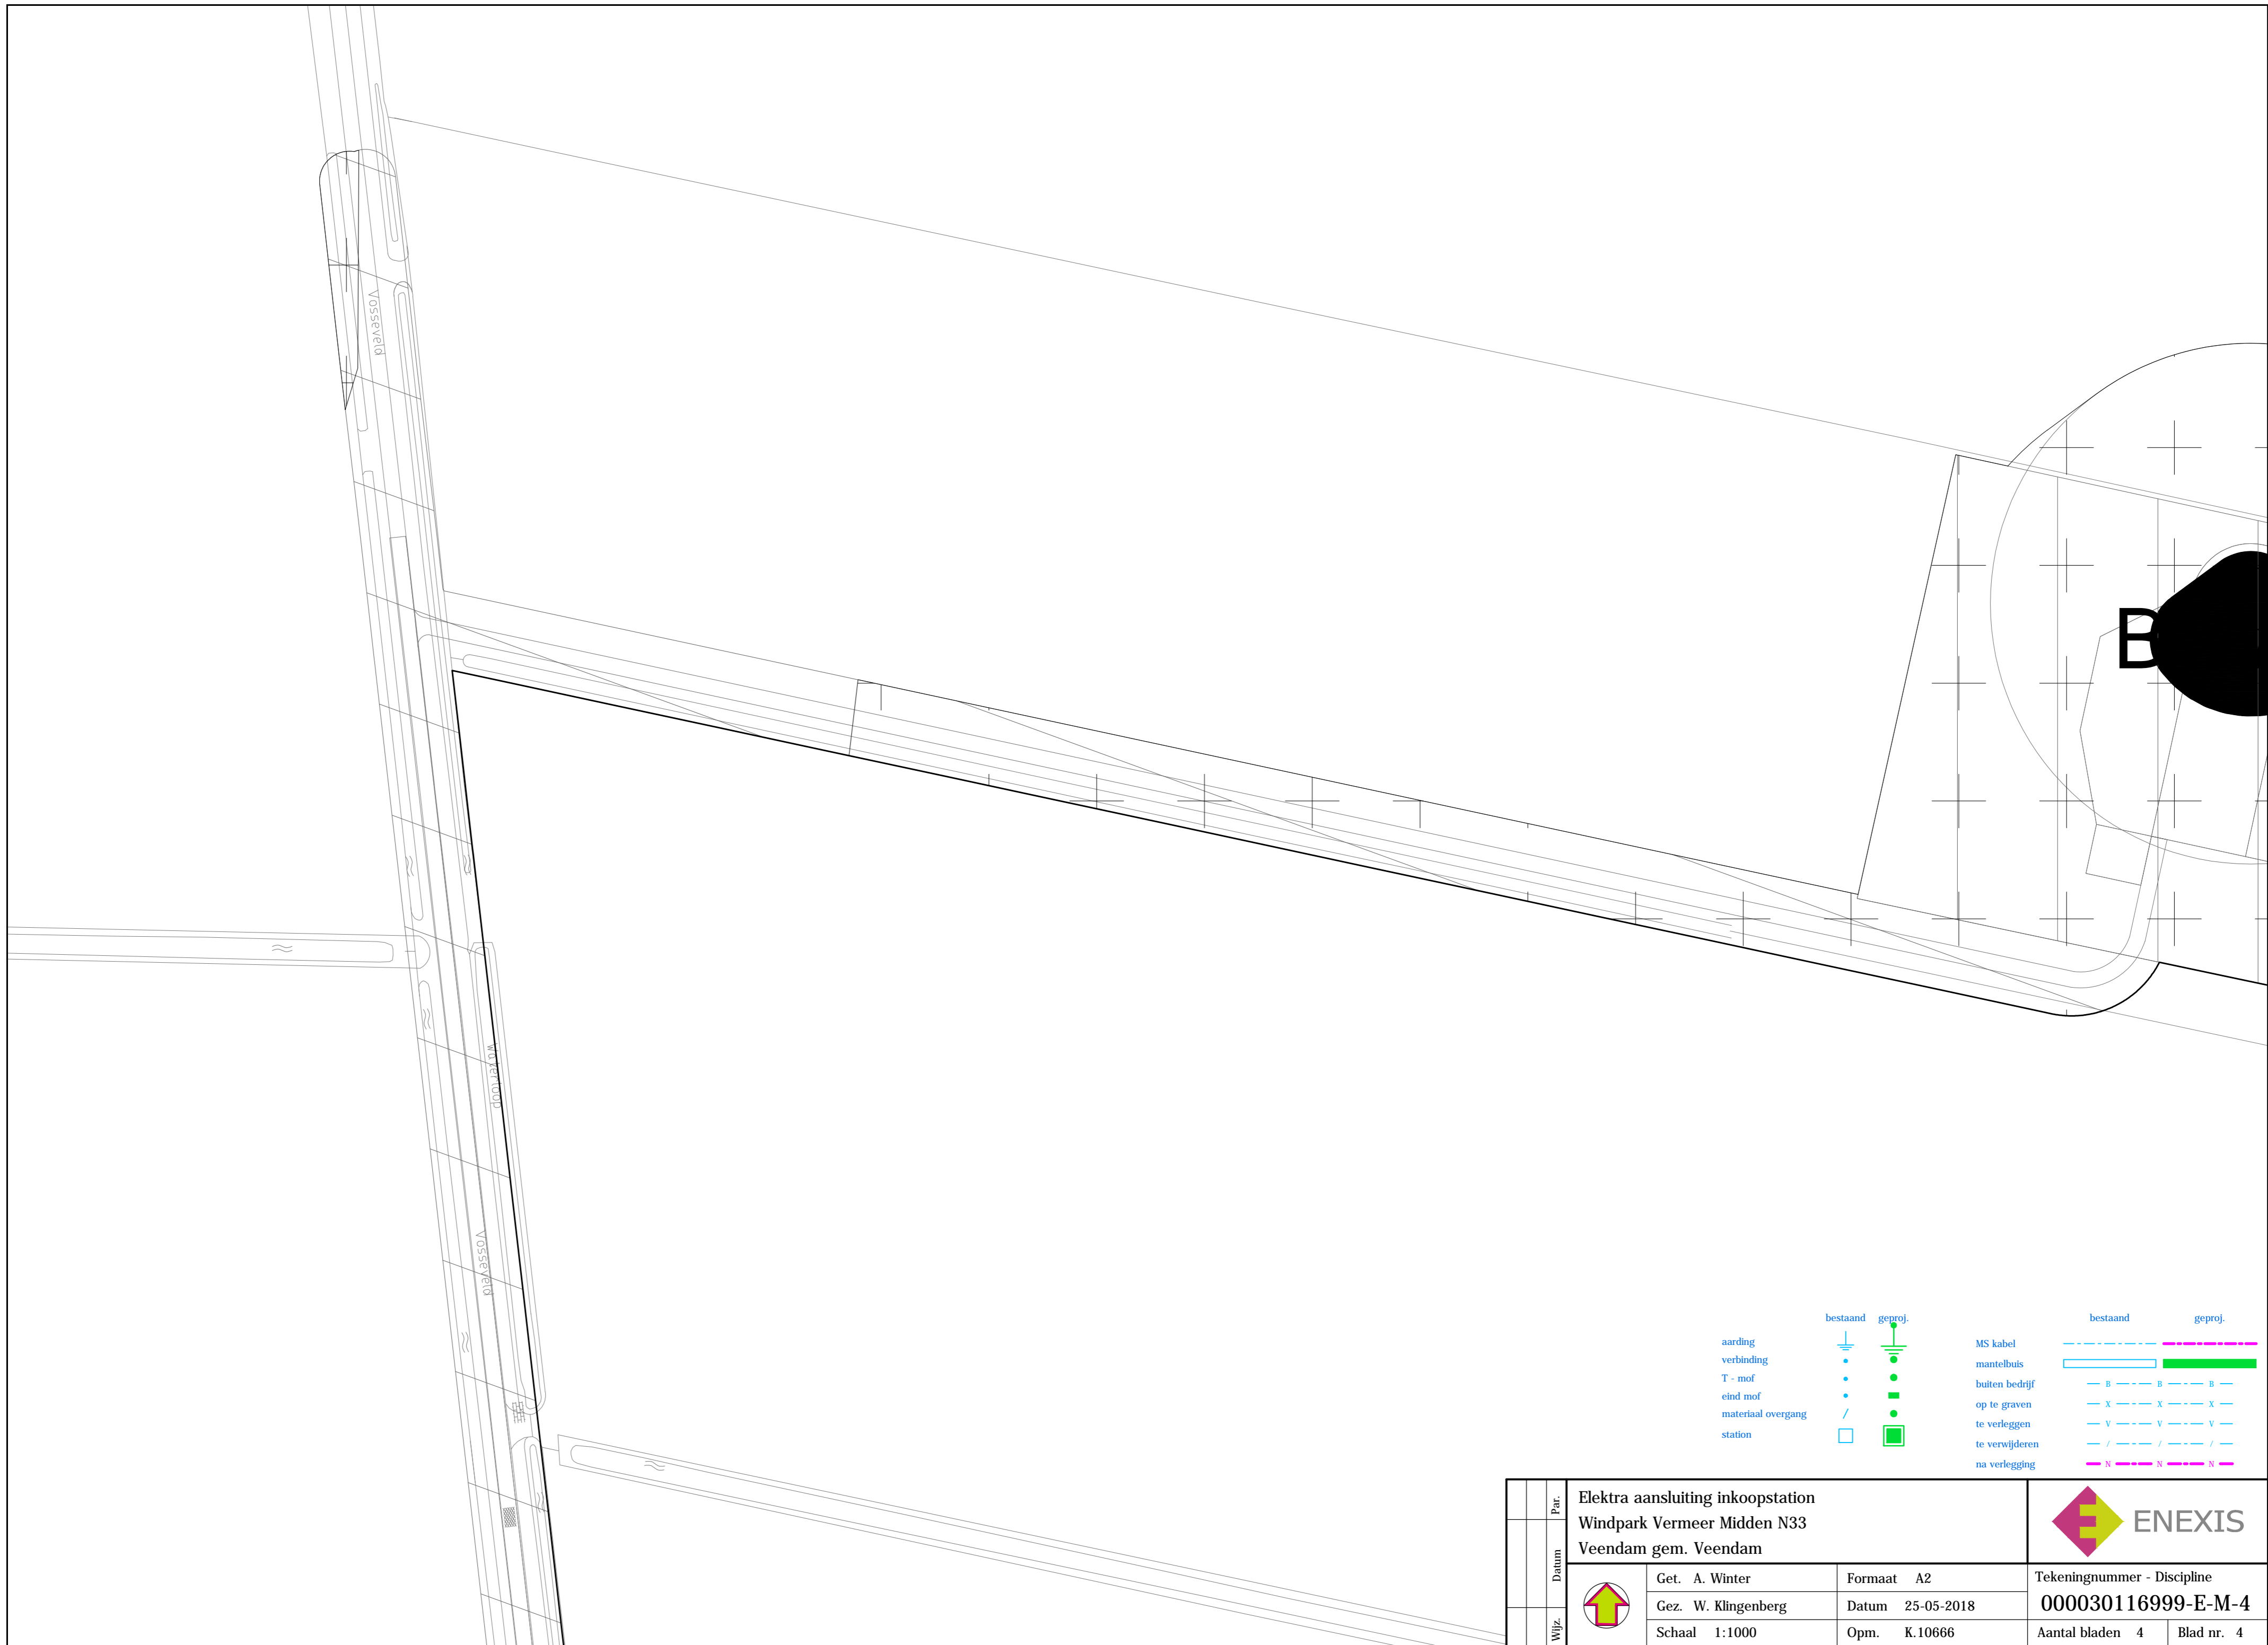 Vosseveld
B
waterloop
Vosseveld
bestaand geproj.
aarding
verbinding
T - mof
eind mof
materiaal overgang
station
bestaand geproj.
MS kabel
mantelbuis
buiten bedrijf B B B
op te graven X X X
te verleggen V V V
te verwijderen / / /
na verlegging N N N
Par.
Datum
Wijz.
Elektra aansluiting inkoopstation
Windpark Vermeer Midden N33
Veendam gem. Veendam
ENEXIS
Get. A. Winter
Formaat A2
Tekeningnummer - Discipline
Gez. W. Klingenberg
Datum 25-05-2018
000030116999-E-M-4
Schaal 1:1000
Opm. K.10666
Aantal bladen 4
Blad nr. 4